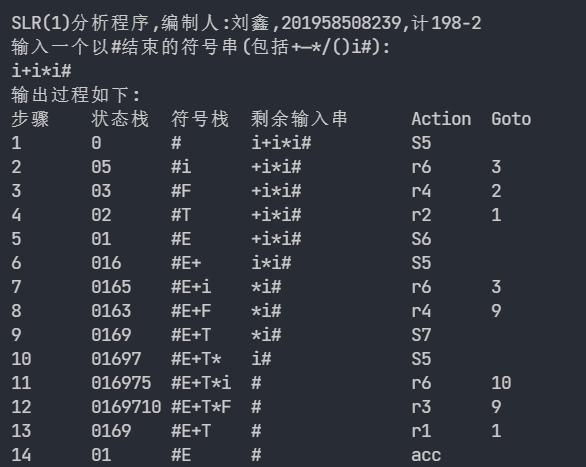 SLR(1)分析程序,编制人:刘鑫,201958508239,计198-2
输入一个以#结束的符号串(包括+—*/()i#):
i+i*i#
输出过程如下:
步骤 状态栈 符号栈 剩余输入串 Action Goto
1 0 # i+i*i# S5
2 05 #i +i*i# r6 3
3 03 #F +i*i# r4 2
4 02 #T +i*i# r2 1
5 01 #E +i*i# S6
6 016 #E+ i*i# S5
7 0165 #E+i *i# r6 3
8 0163 #E+F *i# r4 9
9 0169 #E+T *i# S7
10 01697 #E+T* i# S5
11 016975 #E+T*i # r6 10
12 0169710 #E+T*F # r3 9
13 0169 #E+T # r1 1
14 01 #E # acc